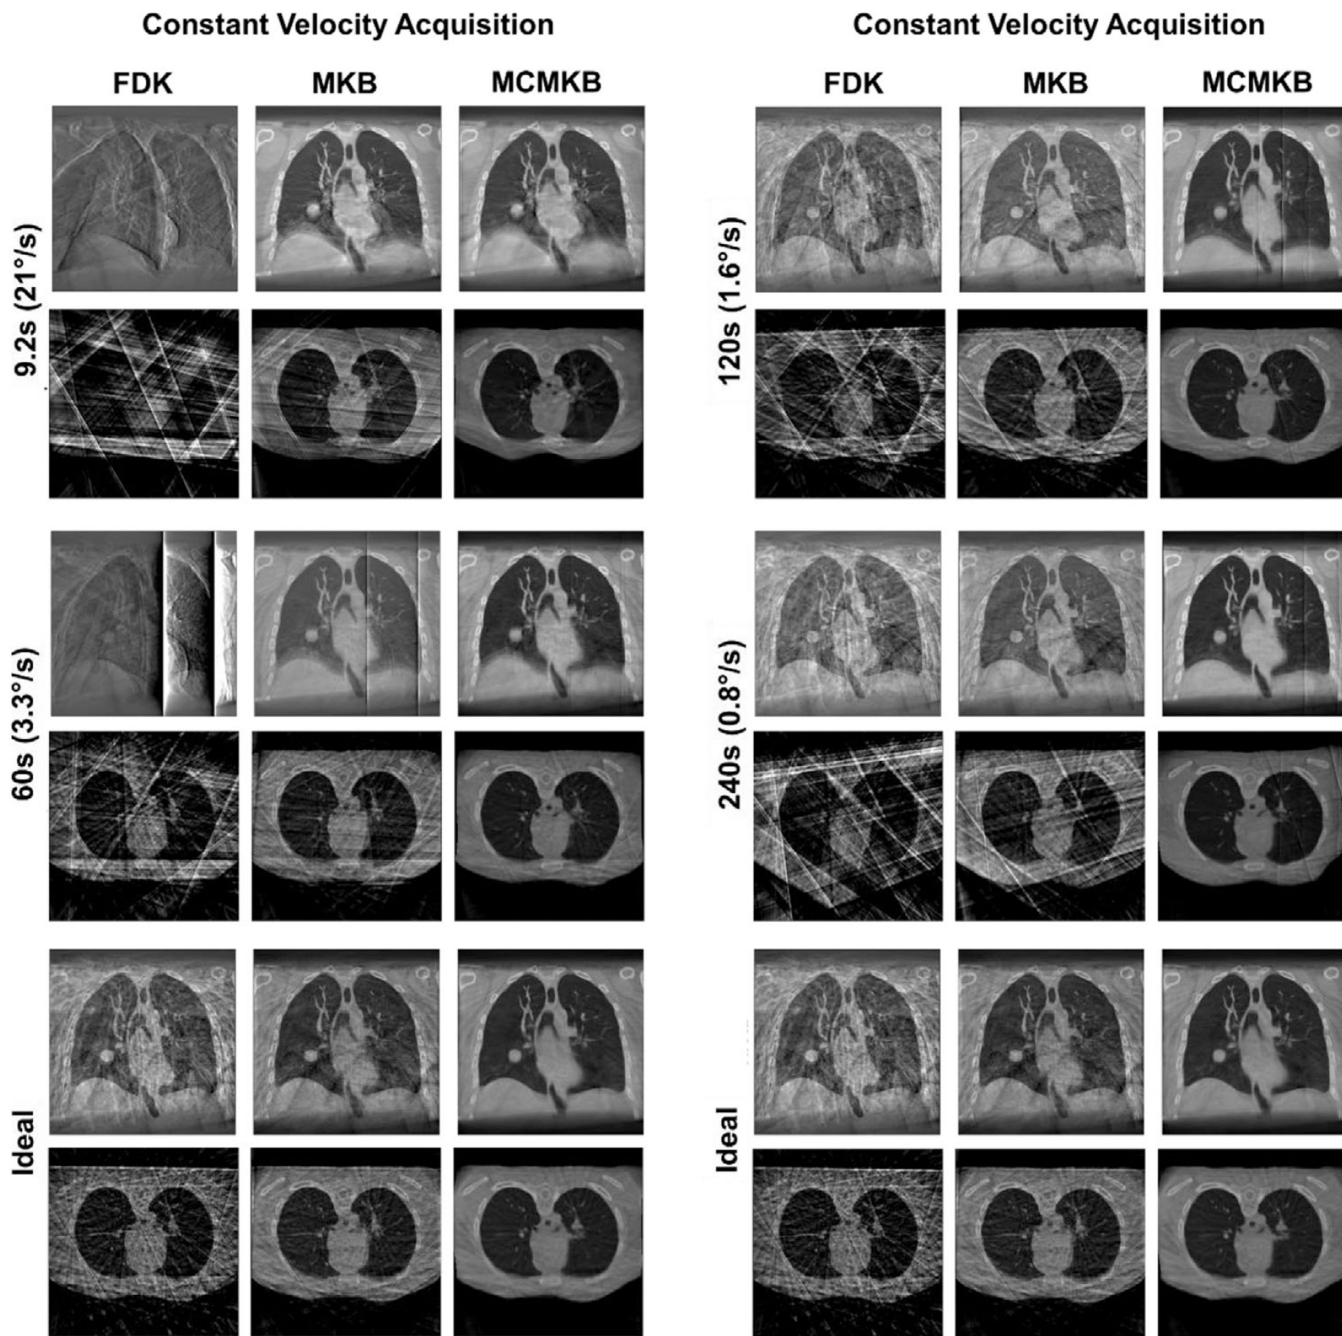 Constant Velocity Acquisition
FDK MKB MCMKB
9.2s (21°/s)
60s (3.3°/s)
Ideal
Constant Velocity Acquisition
FDK MKB MCMKB
120s (1.6°/s)
240s (0.8°/s)
Ideal